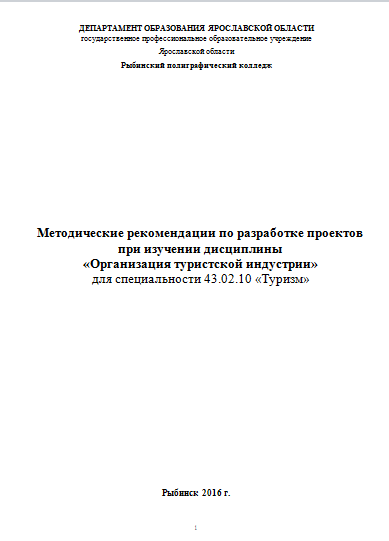 ДЕПАРТАМЕНТ ОБРАЗОВАНИЯ ЯРОСЛАВСКОЙ ОБЛАСТИ
государственное профессиональное образовательное учреждение
Ярославской области
Рыбинский полиграфический колледж
Методические рекомендации по разработке проектов
при изучении дисциплины
«Организация туристской индустрии»
для специальности 43.02.10 «Туризм»
Рыбинск 2016 г.
1